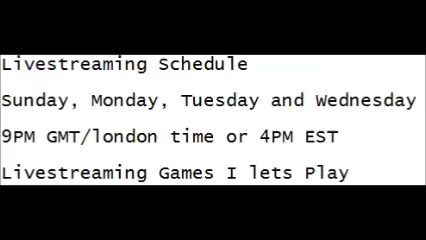 Livestreaming Schedule
Sunday, Monday, Tuesday and Wednesday
9PM GMT/london time or 4PM EST
Livestreaming Games I lets Play